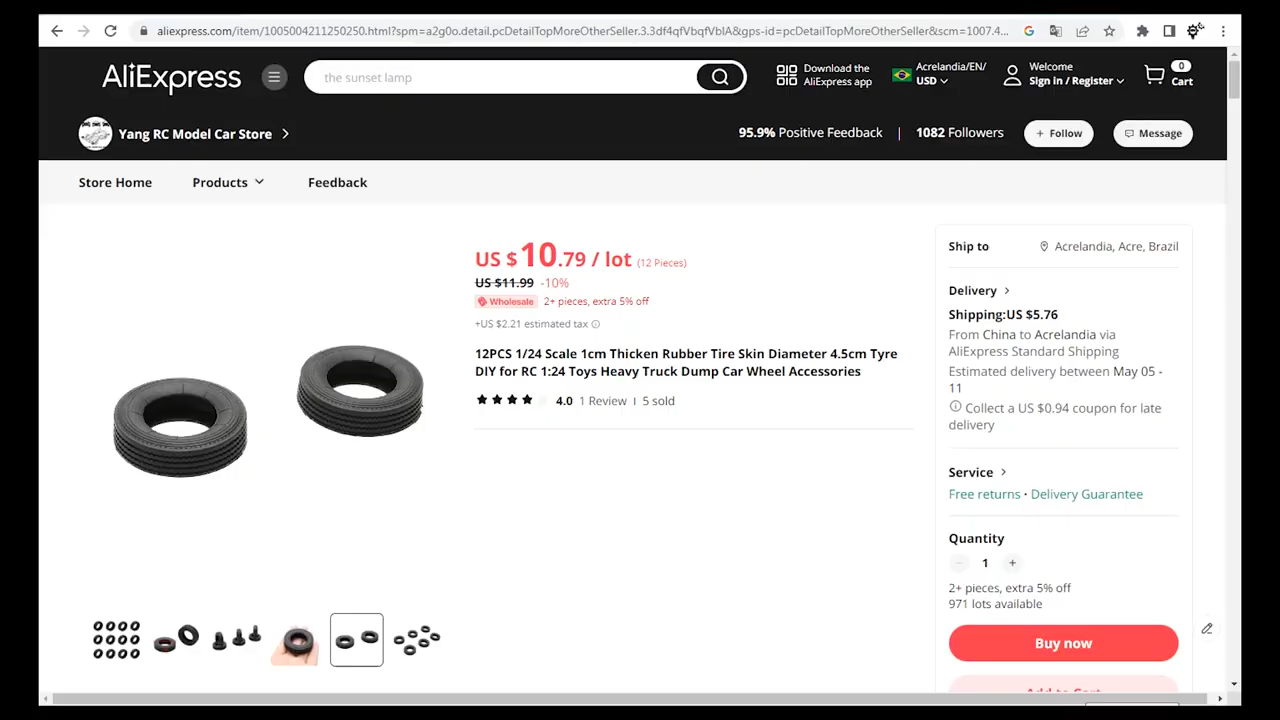 aliexpress.com/item/1005004211250250.html?spm=a2g0o.detail.pcDetailTopMoreOtherSeller.3.3df4qfVbqfVbIA&gps-id=pcDetailTopMoreOtherSeller&scm=1007.4...
AliExpress
the sunset lamp
Download the
AliExpress app
Acrelandia/EN/
USD
Welcome
Sign in / Register
0
Cart
Yang RC Model Car Store
95.9% Positive Feedback | 1082 Followers
+ Follow
Message
Store Home
Products
Feedback
US $10.79 / lot (12 Pieces)
US $11.99 -10%
Wholesale 2+ pieces, extra 5% off
+US $2.21 estimated tax
12PCS 1/24 Scale 1cm Thicken Rubber Tire Skin Diameter 4.5cm Tyre
DIY for RC 1:24 Toys Heavy Truck Dump Car Wheel Accessories
4.0 1 Review | 5 sold
Ship to
Acrelandia, Acre, Brazil
Delivery
Shipping:US $5.76
From China to Acrelandia via
AliExpress Standard Shipping
Estimated delivery between May 05 -
11
Collect a US $0.94 coupon for late
delivery
Service
Free returns · Delivery Guarantee
Quantity
1 +
2+ pieces, extra 5% off
971 lots available
Buy now
Add to Cart